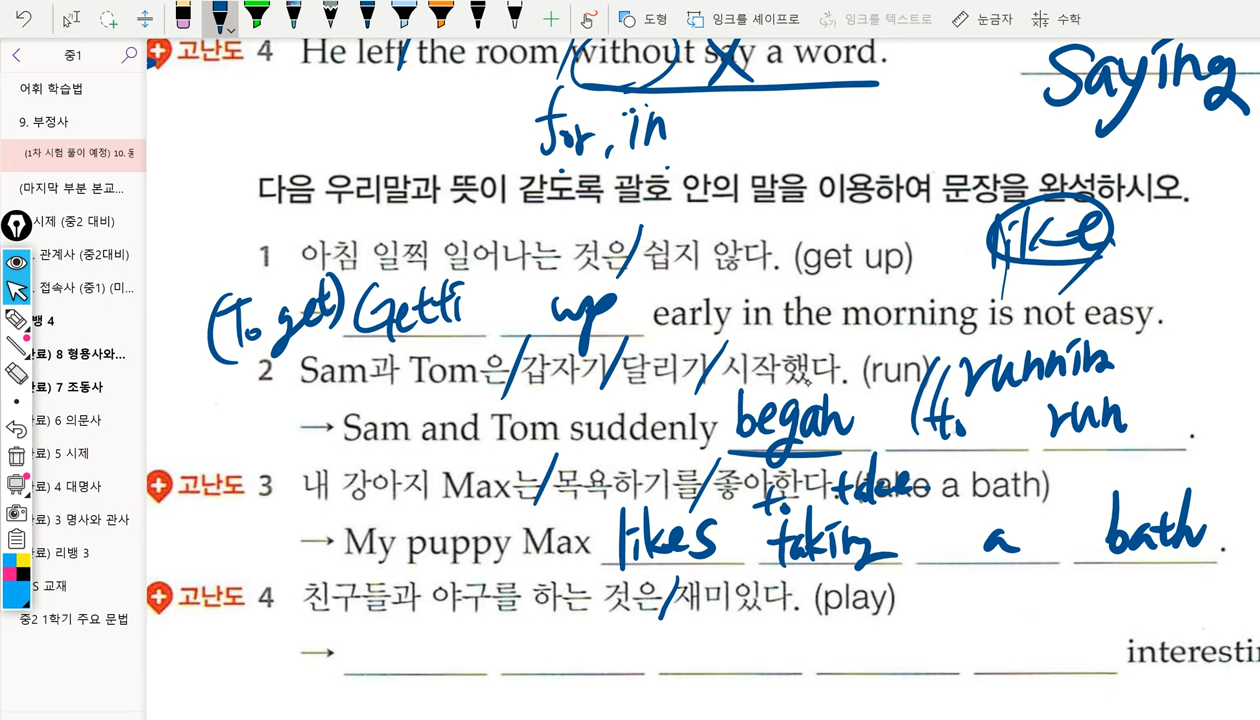 도형 잉크를 셰이프로 잉크를 텍스트로 눈금자 수학
중1
어휘 학습법
9. 부정사
(1차 시험 풀이 예정) 10.
(마지막 부분 본교...
시제 (중2 대비)
관계사 (중2대비)
접속사 (중1) (미...
뱅 4
료) 8 형용사와...
료) 7 조동사
료) 6 의문사
료) 5 시제
료) 4 대명사
료) 3 명사와 관사
료) 리뱅 3
S 교재
중2 1학기 주요 문법
고난도 4 He left the room without say a word.
saying
for, in
다음 우리말과 뜻이 같도록 괄호 안의 말을 이용하여 문장을 완성하시오.
like
1 아침 일찍 일어나는 것은 쉽지 않다. (get up)
(To get) Getti up early in the morning is not easy.
2 Sam과 Tom은 갑자기 달리기 시작했다. (run)
runnin
→ Sam and Tom suddenly began to run .
고난도 3 내 강아지 Max는 목욕하기를 좋아한다. (take a bath)
to take
→ My puppy Max likes taking a bath .
고난도 4 친구들과 야구를 하는 것은 재미있다. (play)
→ interesti